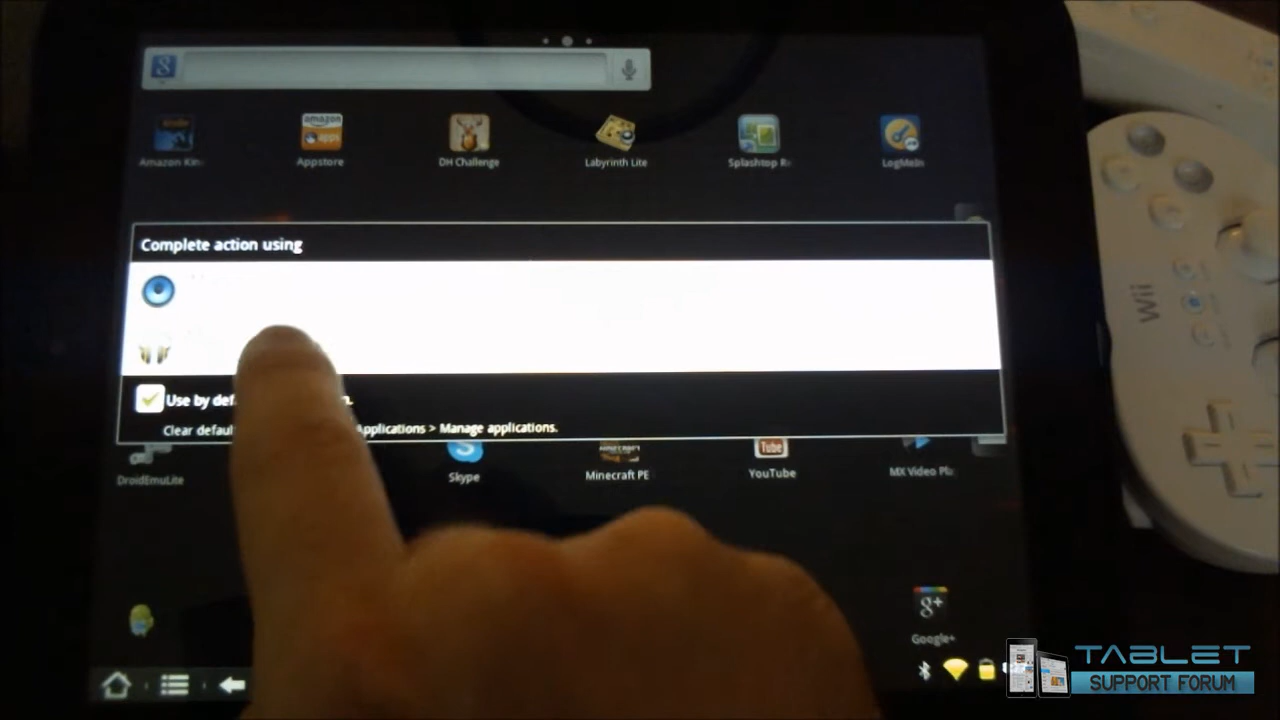 Amazon Kin
Appstore
DH Challenge
Labyrinth Lite
Splashtop R
LogMeIn
Complete action using
Use by def
Clear defaul Applications > Manage applications.
DroidEmuLite
Skype
Minecraft PE
YouTube
MX Video Pl
Google+
Wii
TABLET
SUPPORT FORUM